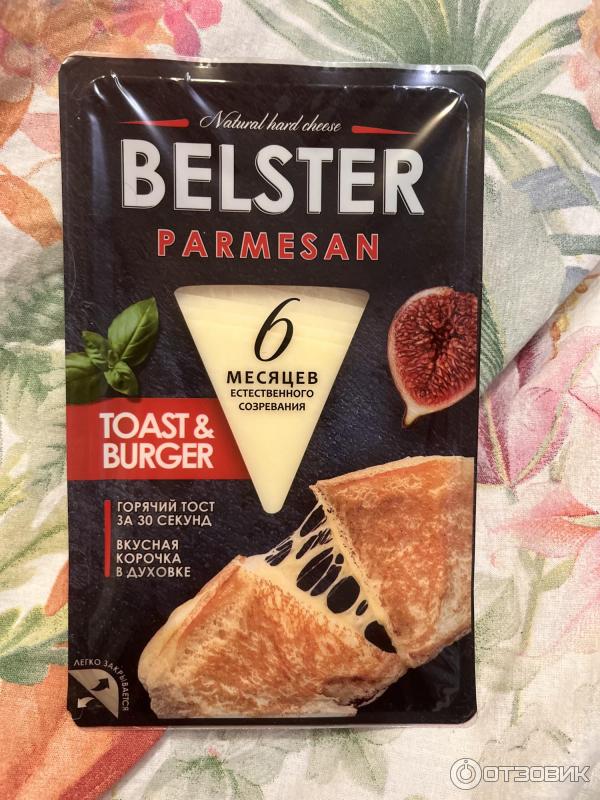 Natural hard cheese
BELSTER
PARMESAN
6
МЕСЯЦЕВ
ЕСТЕСТВЕННОГО
СОЗРЕВАНИЯ
TOAST &
BURGER
ГОРЯЧИЙ ТОСТ
ЗА 30 СЕКУНД
ВКУСНАЯ
КОРОЧКА
В ДУХОВКЕ
ЛЕГКО ЗАКРЫВАЕТСЯ
ОТЗОВИК